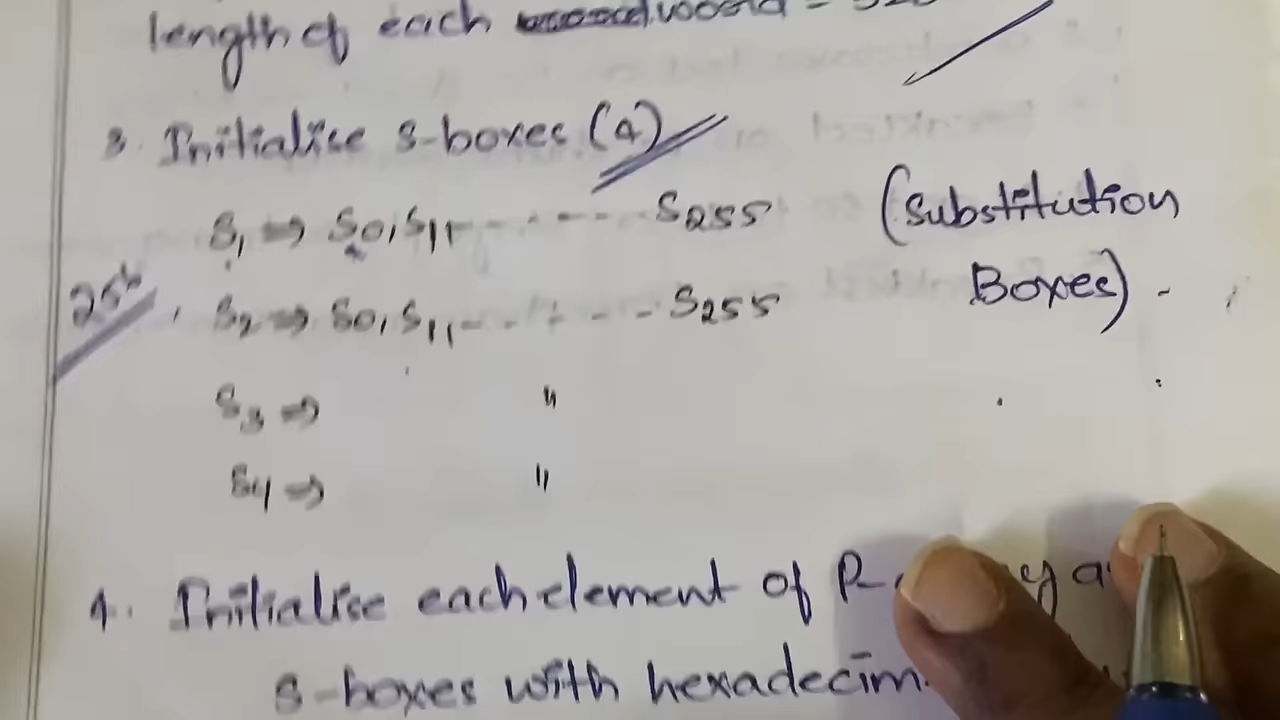 length of each word = 32
3. Initialise S-boxes (4)
S1 ⇒ S0, S1, - - - - - - S255 (Substitution
256 S2 ⇒ S0, S1, - - - - - - S255 Boxes) -
S3 ⇒ "
S4 ⇒ "
4. Initialise each element of P-
S-boxes with hexadecim